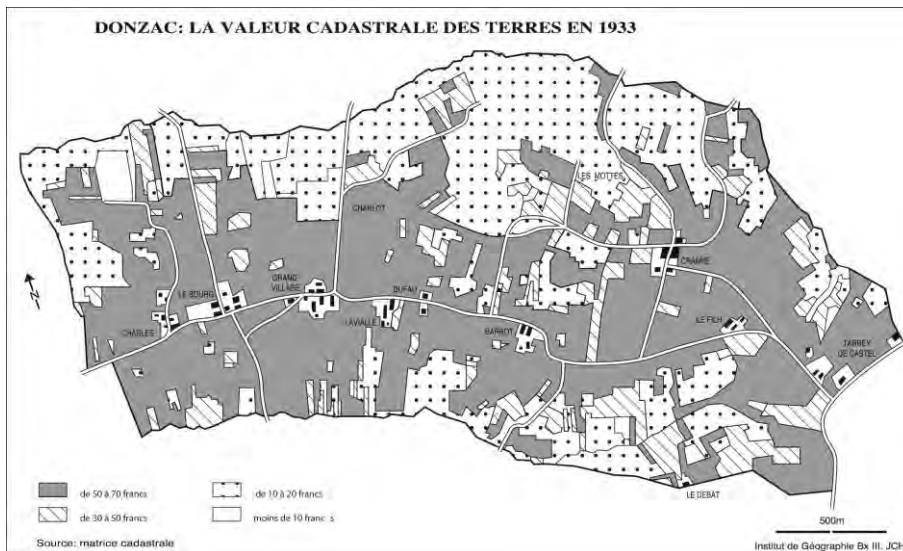 DONZAC: LA VALEUR CADASTRALE DES TERRES EN 1933
LES MOTTES
CHARLOT
CRABRE
GRAND-
VILLAGE
DUFAU
LE BOURG
LAVIALLE
LE FILH
CHARLES
BARROT
TARREY
DE CASTEL
N
LE DEBAT
de 50 à 70 francs
de 10 à 20 francs
de 30 à 50 francs
moins de 10 franc s
500m
Source: matrice cadastrale
Institut de Géographie Bx III. JCH